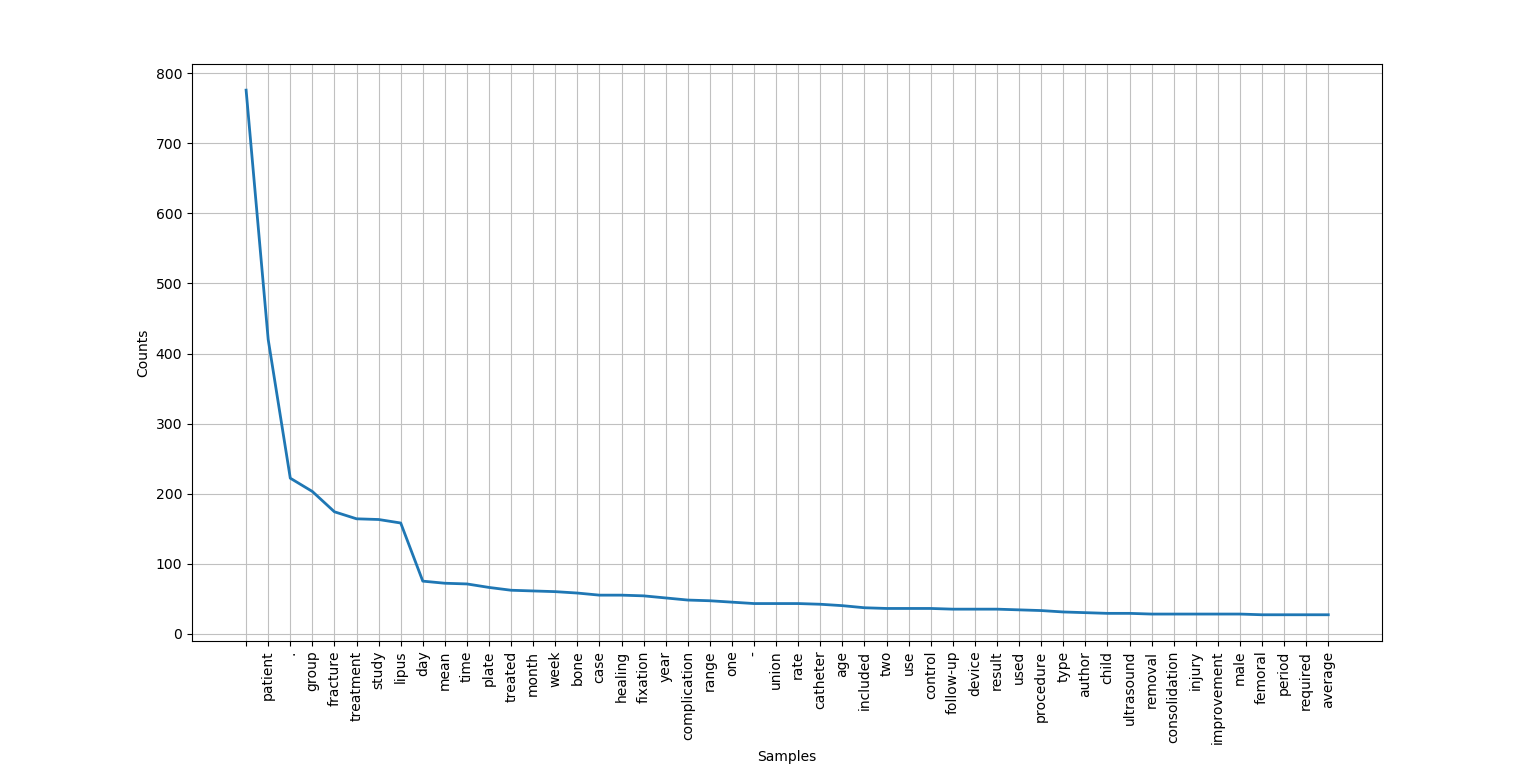 800
700
600
500
400
300
200
100
0
Counts
patient
.
group
fracture
treatment
study
lipus
day
mean
time
plate
treated
month
week
bone
case
healing
fixation
year
complication
range
one
-
union
rate
catheter
age
included
two
use
control
follow-up
device
result
used
procedure
type
author
child
ultrasound
removal
consolidation
injury
improvement
male
femoral
period
required
average
Samples